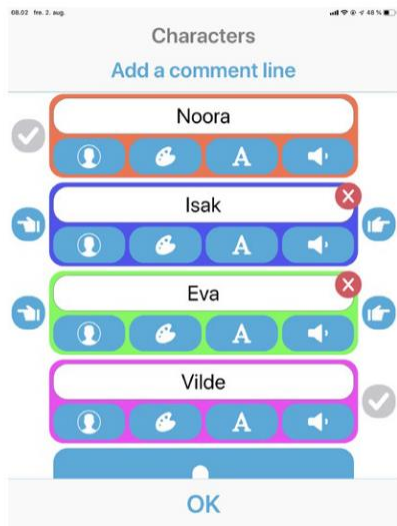 08.02 fre. 2. aug. 48 %
Characters
Add a comment line
Noora
A
Isak
A
Eva
A
Vilde
A
OK